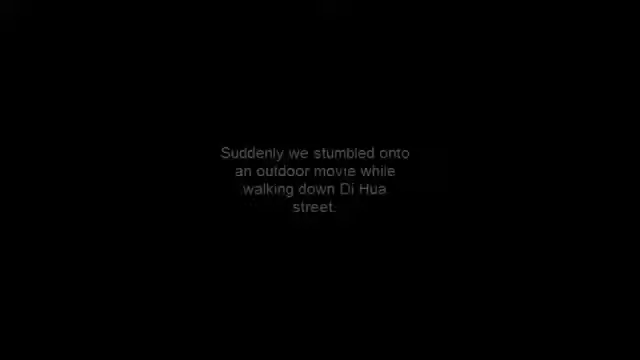 Suddenly we stumbled onto
an outdoor movie while
walking down Di Hua
street.